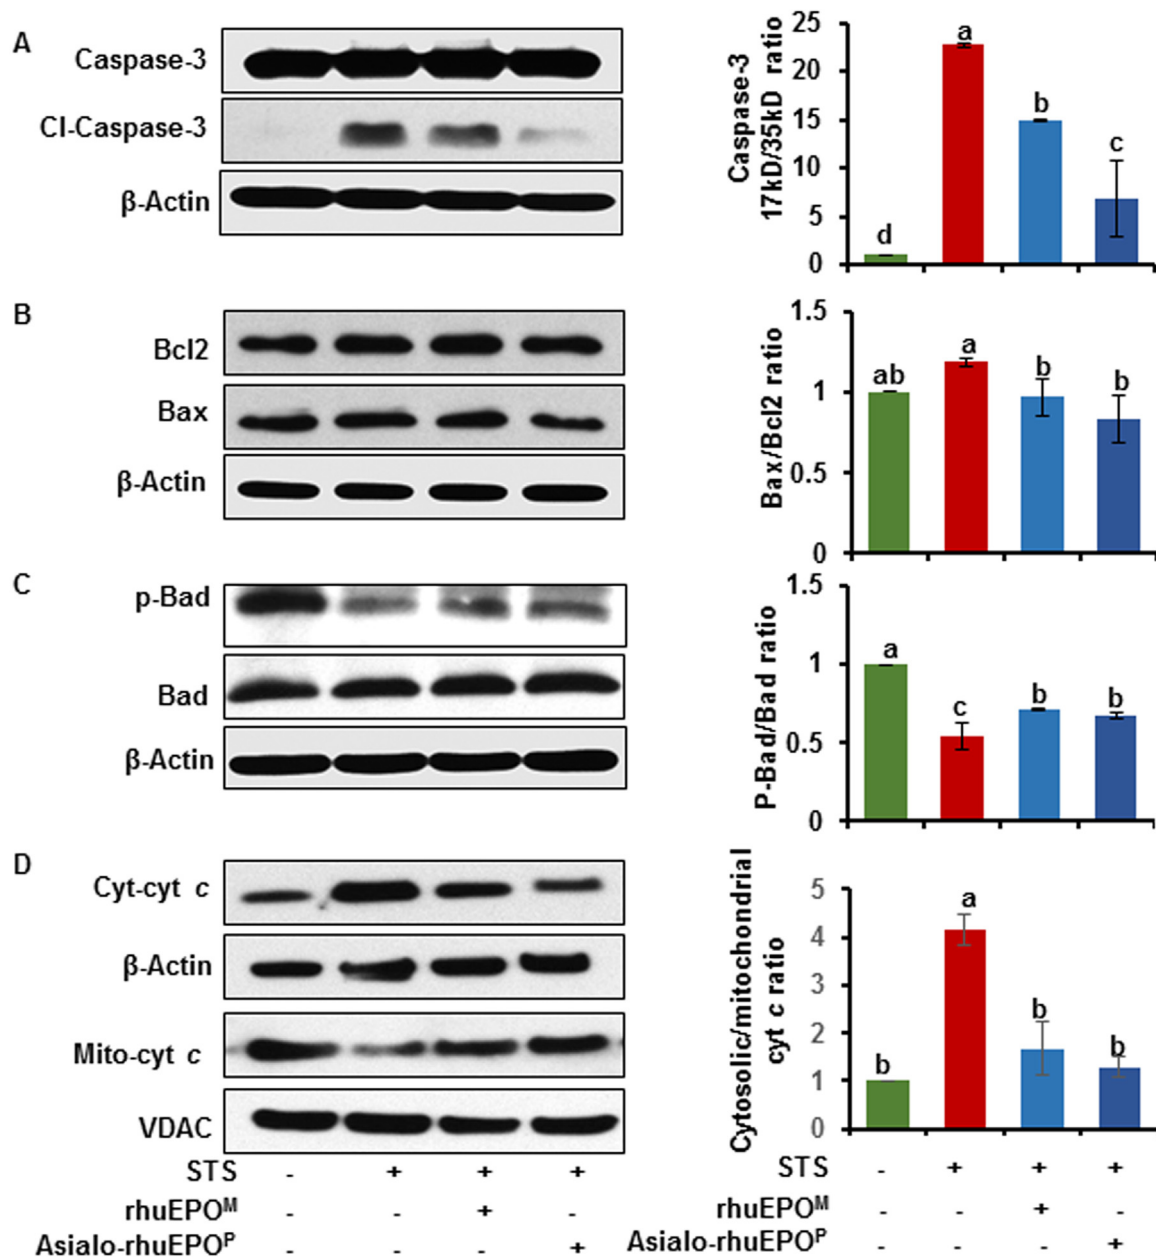 A
Caspase-3
Cl-Caspase-3
β-Actin
Caspase-3
17kD/35kD ratio
25
20
15
10
5
0
d
a
b
c
B
Bcl2
Bax
β-Actin
Bax/Bcl2 ratio
1.5
1
0.5
0
ab
a
b
b
C
p-Bad
Bad
β-Actin
P-Bad/Bad ratio
1.5
1
0.5
0
a
c
b
b
D
Cyt-cyt c
β-Actin
Mito-cyt c
VDAC
Cytosolic/mitochondrial
cyt c ratio
5
4
3
2
1
0
b
a
b
b
STS - + + +
rhuEPOᴹ - - + -
Asialo-rhuEPOᴾ - - - +
STS - + + +
rhuEPOᴹ - - + -
Asialo-rhuEPOᴾ - - - +